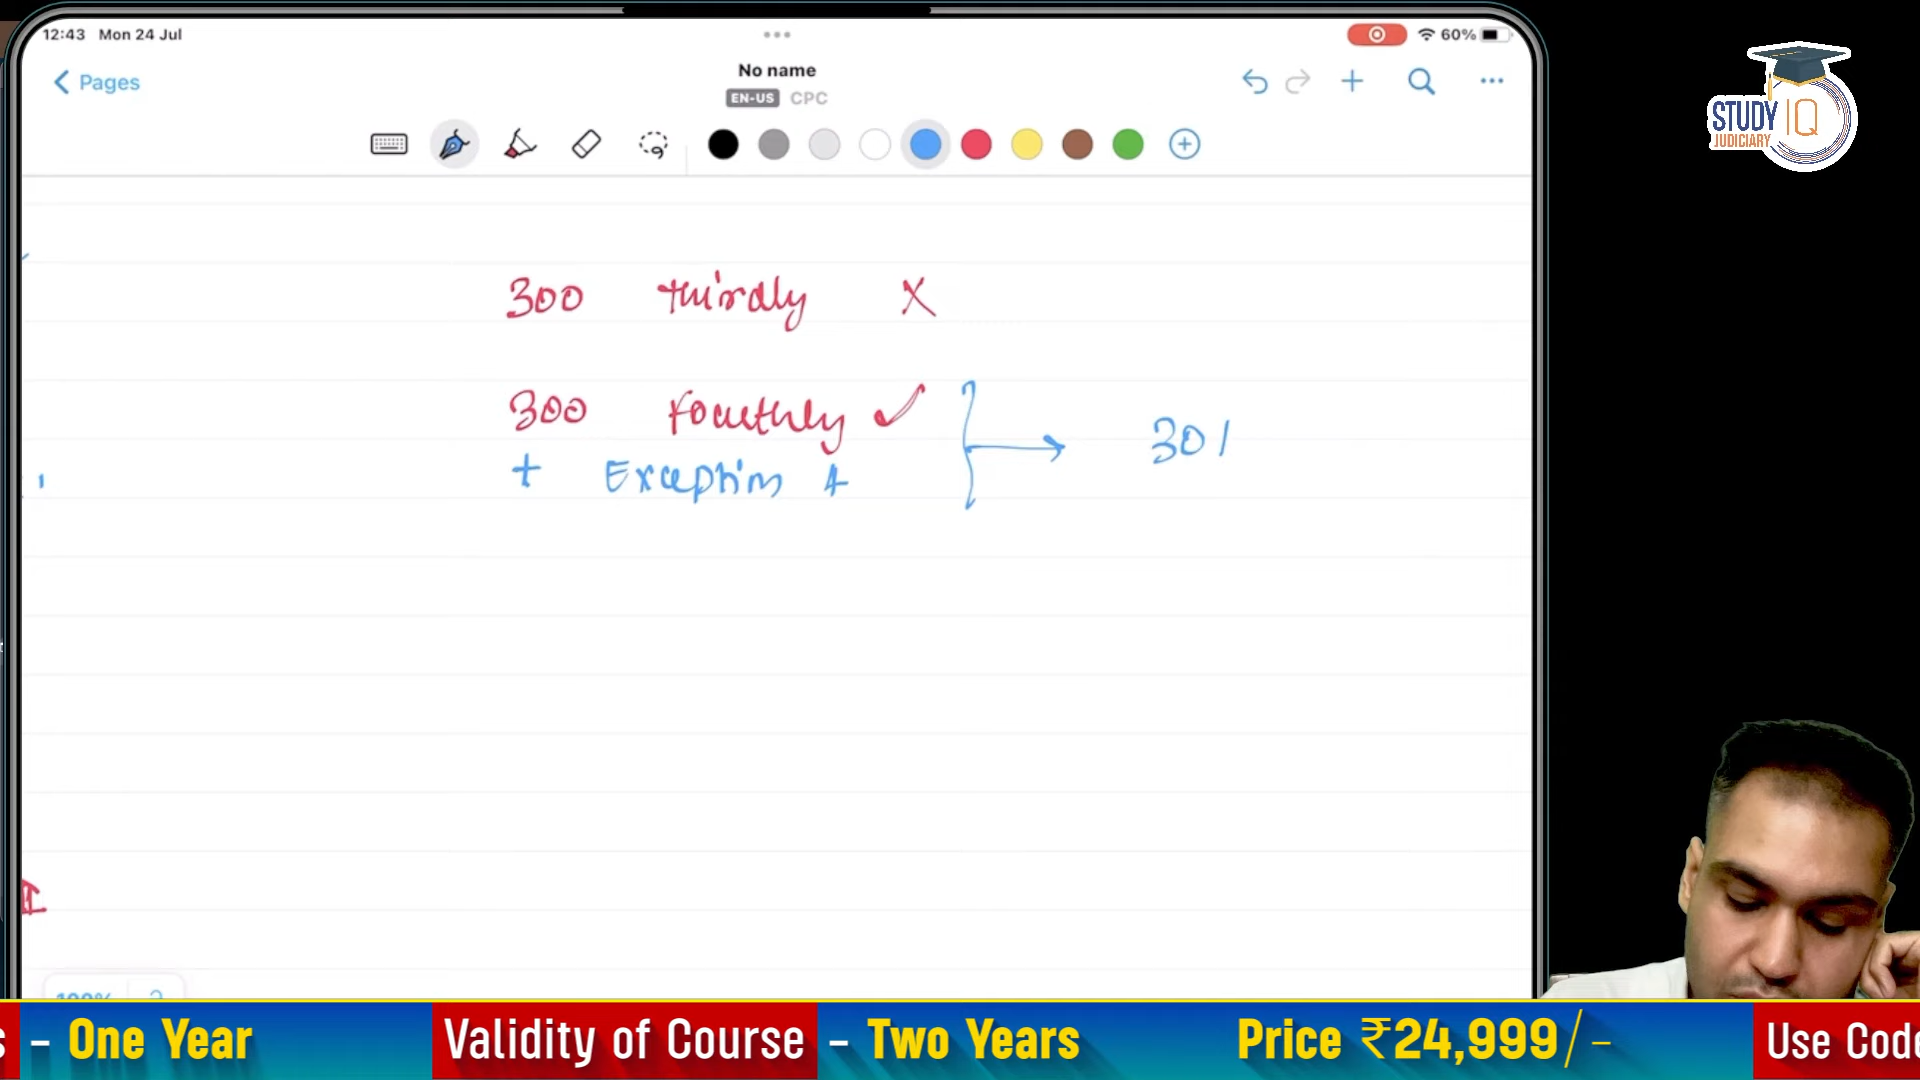 12:43 Mon 24 Jul
60%
Pages
No name
EN-US CPC
STUDY IQ
JUDICIARY
300 thirdly X
300 Fourthly ✓
+ Exception 4
301
100%
– One Year
Validity of Course – Two Years
Price ₹24,999/–
Use Code